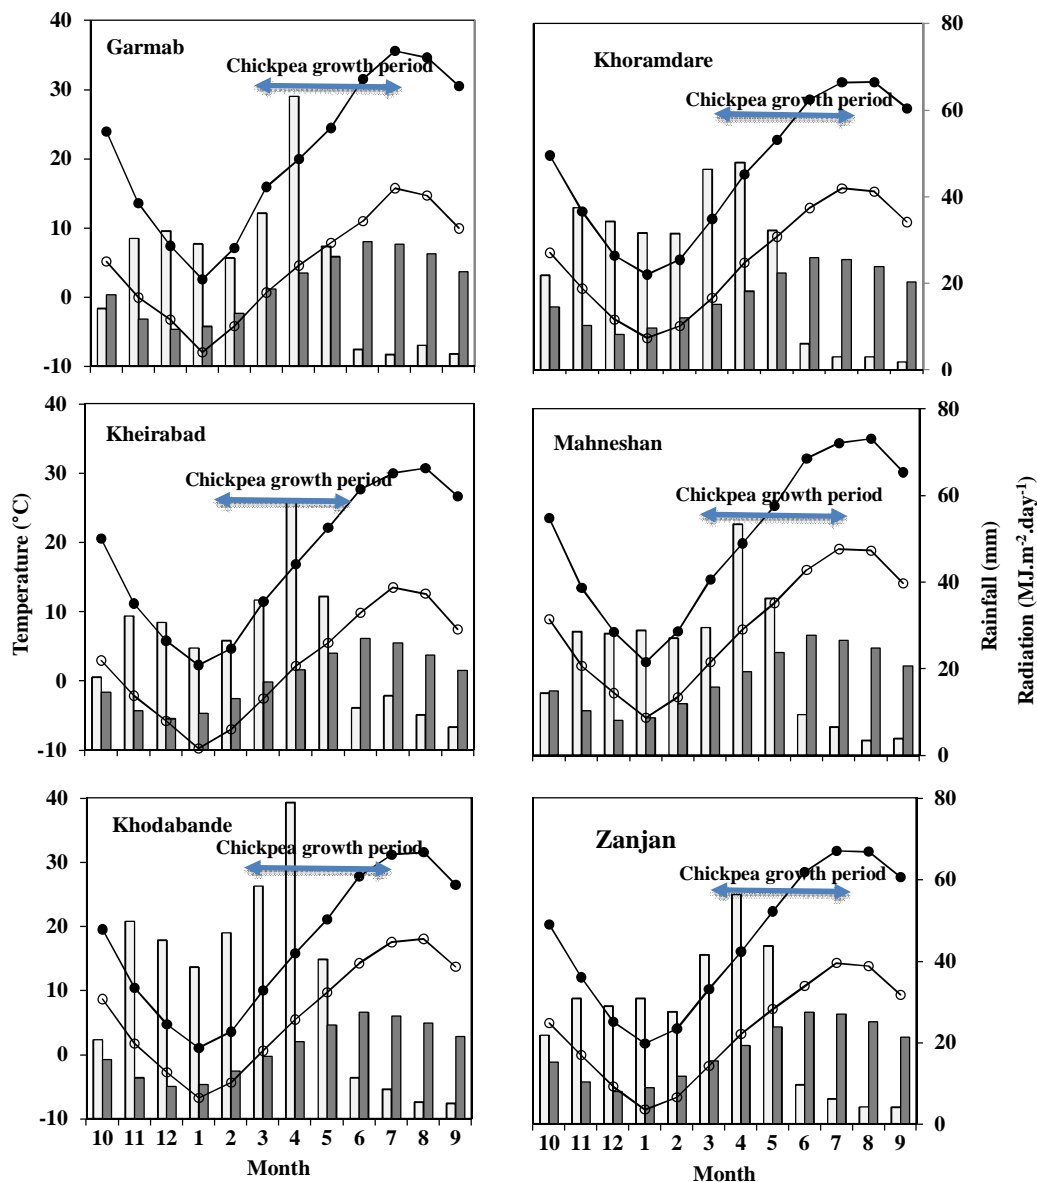 40
30
20
10
0
-10
Garmab
Chickpea growth period
80
60
40
20
0
Khoramdare
Chickpea growth period
40
30
20
10
0
-10
Kheirabad
Chickpea growth period
80
60
40
20
0
Mahneshan
Chickpea growth period
Temperature (°C)
Rainfall (mm)
Radiation (MJ.m-2.day-1)
40
30
20
10
0
-10
Khodabande
Chickpea growth period
10 11 12 1 2 3 4 5 6 7 8 9
Month
80
60
40
20
0
Zanjan
Chickpea growth period
10 11 12 1 2 3 4 5 6 7 8 9
Month